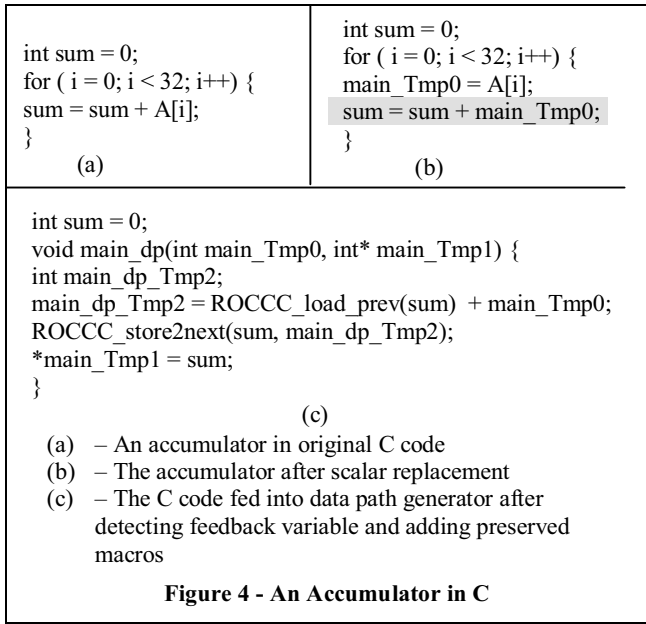 int sum = 0;
for ( i = 0; i < 32; i++) {
sum = sum + A[i];
}
(a)
int sum = 0;
for ( i = 0; i < 32; i++) {
main_Tmp0 = A[i];
sum = sum + main_Tmp0;
}
(b)
int sum = 0;
void main_dp(int main_Tmp0, int* main_Tmp1) {
int main_dp_Tmp2;
main_dp_Tmp2 = ROCCC_load_prev(sum) + main_Tmp0;
ROCCC_store2next(sum, main_dp_Tmp2);
*main_Tmp1 = sum;
}
(c)
(a) – An accumulator in original C code
(b) – The accumulator after scalar replacement
(c) – The C code fed into data path generator after
detecting feedback variable and adding preserved
macros
Figure 4 - An Accumulator in C